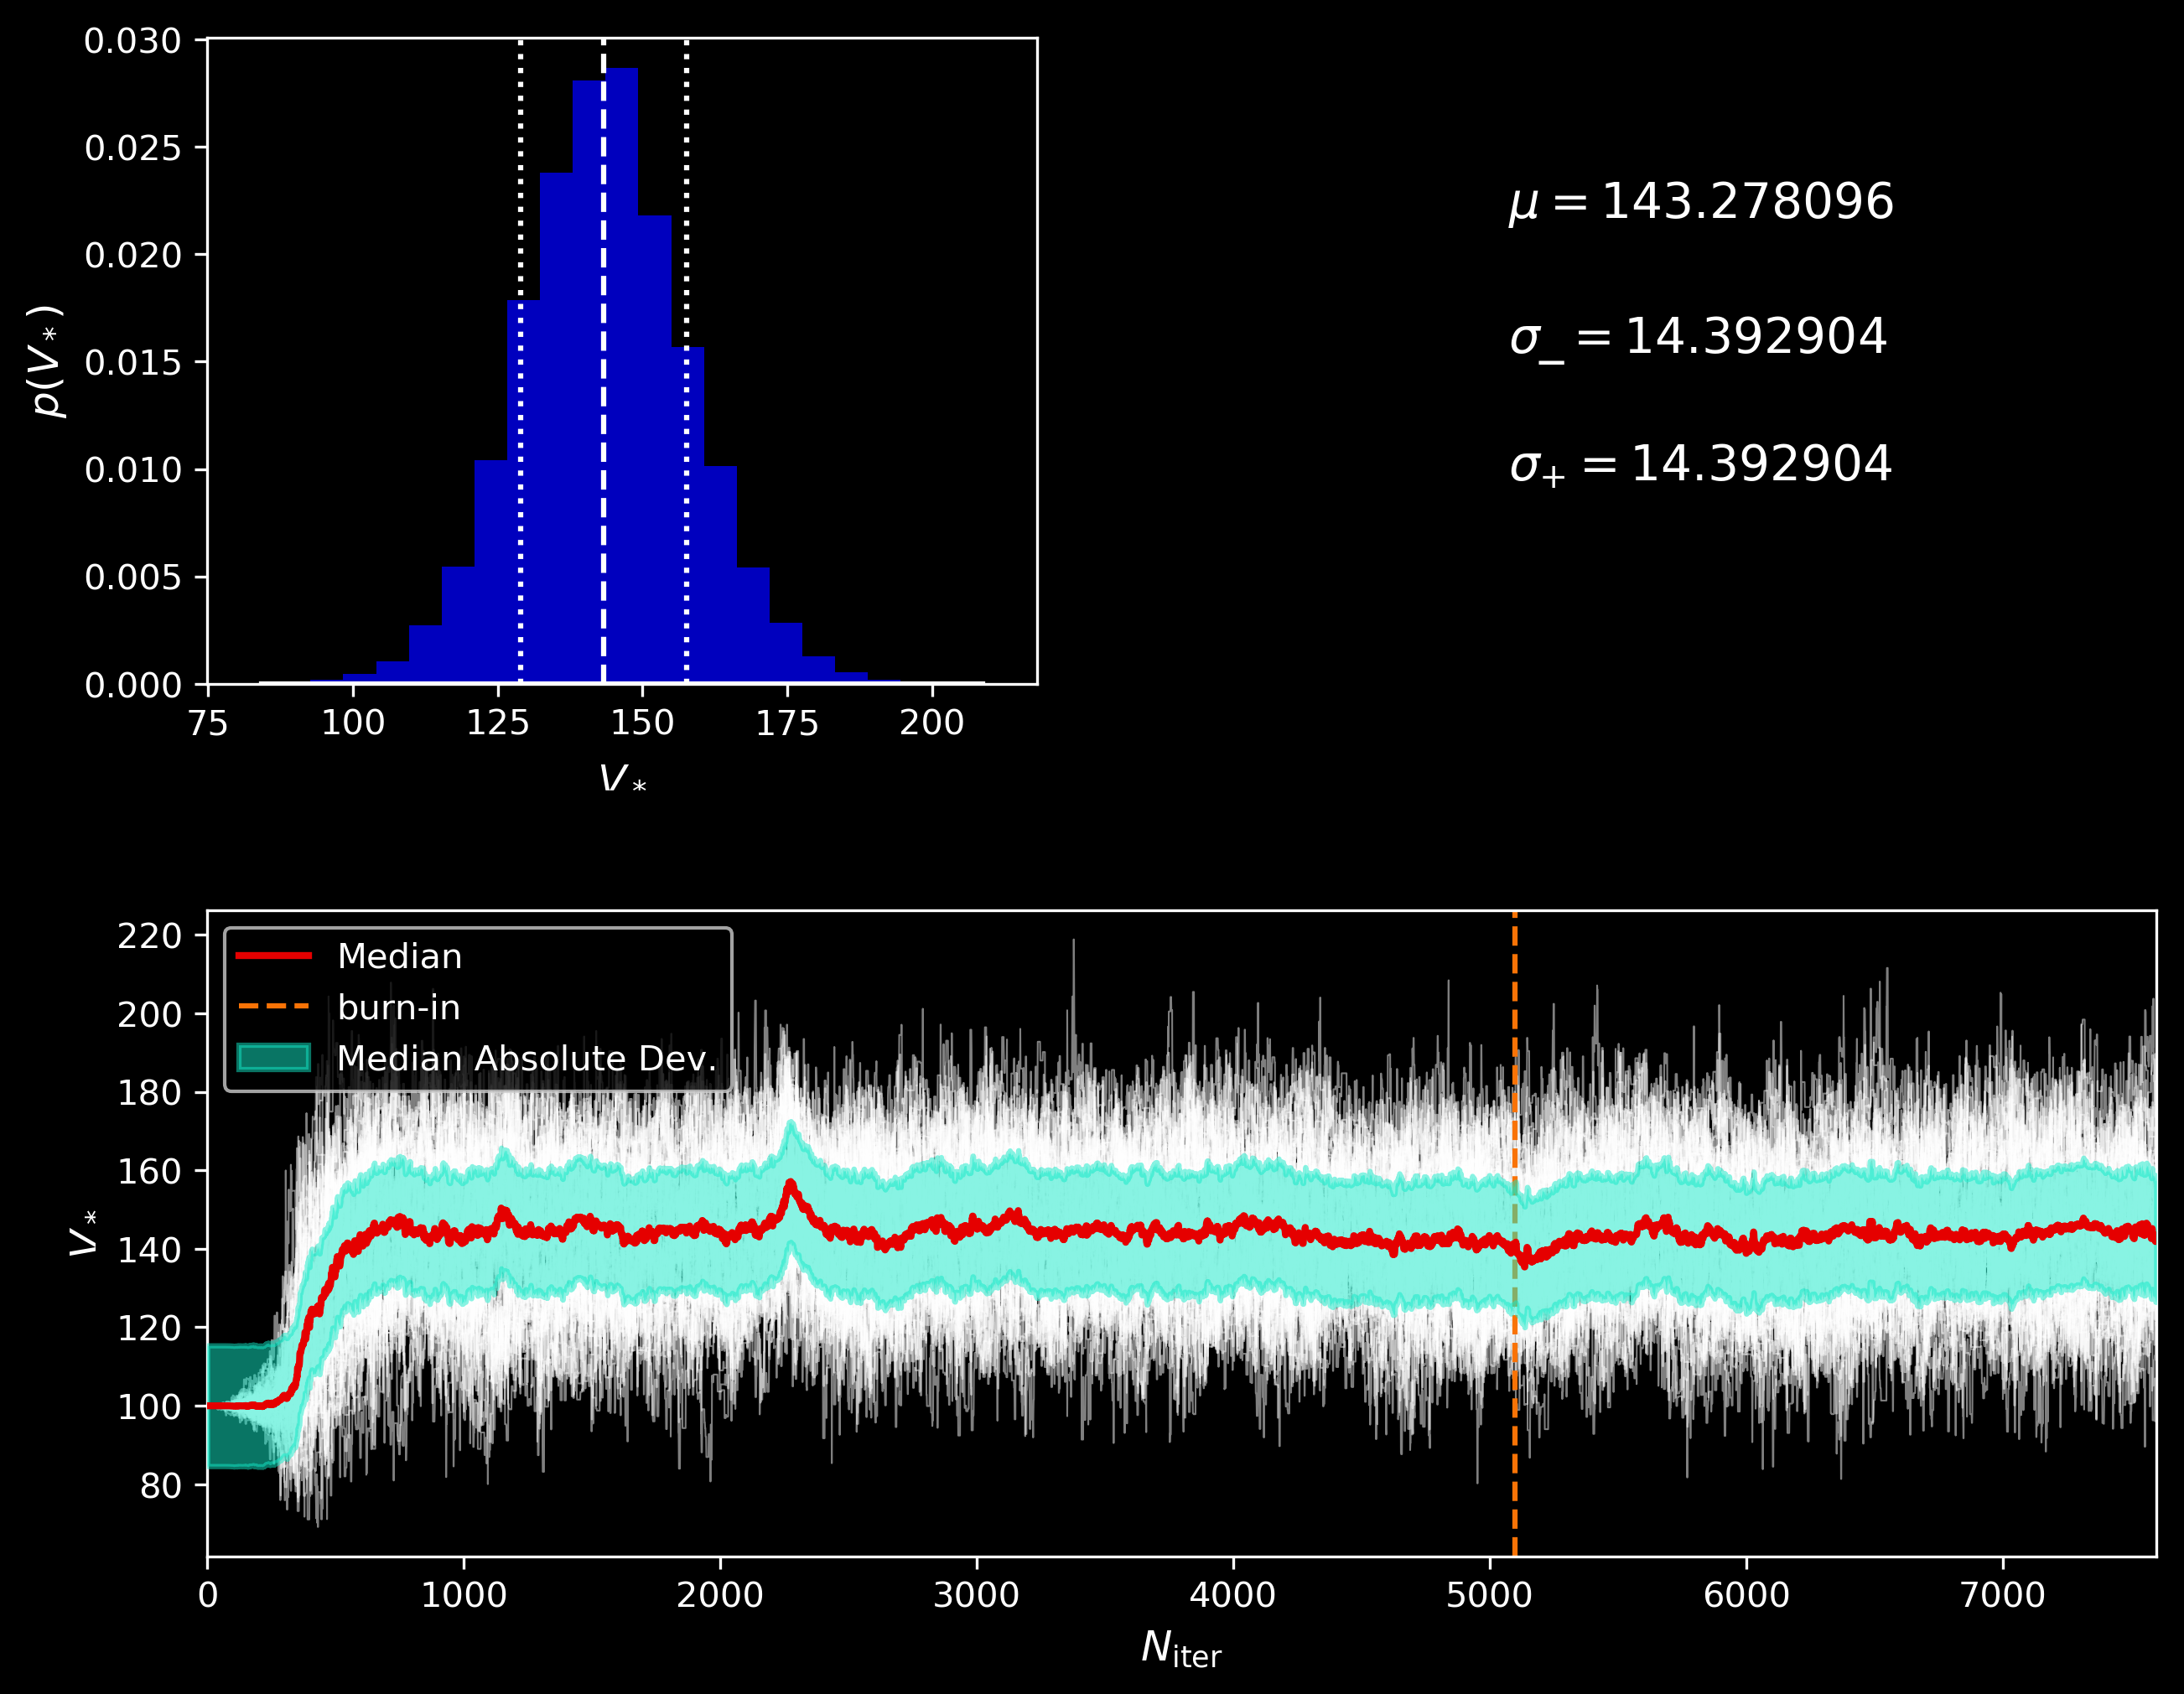 0.030
0.025
0.020
0.015
0.010
0.005
0.000
p(V*)
75 100 125 150 175 200
V*
μ = 143.278096
σ_ = 14.392904
σ+ = 14.392904
220
200
180
160
140
120
100
80
V*
Median
burn-in
Median Absolute Dev.
0 1000 2000 3000 4000 5000 6000 7000
Niter